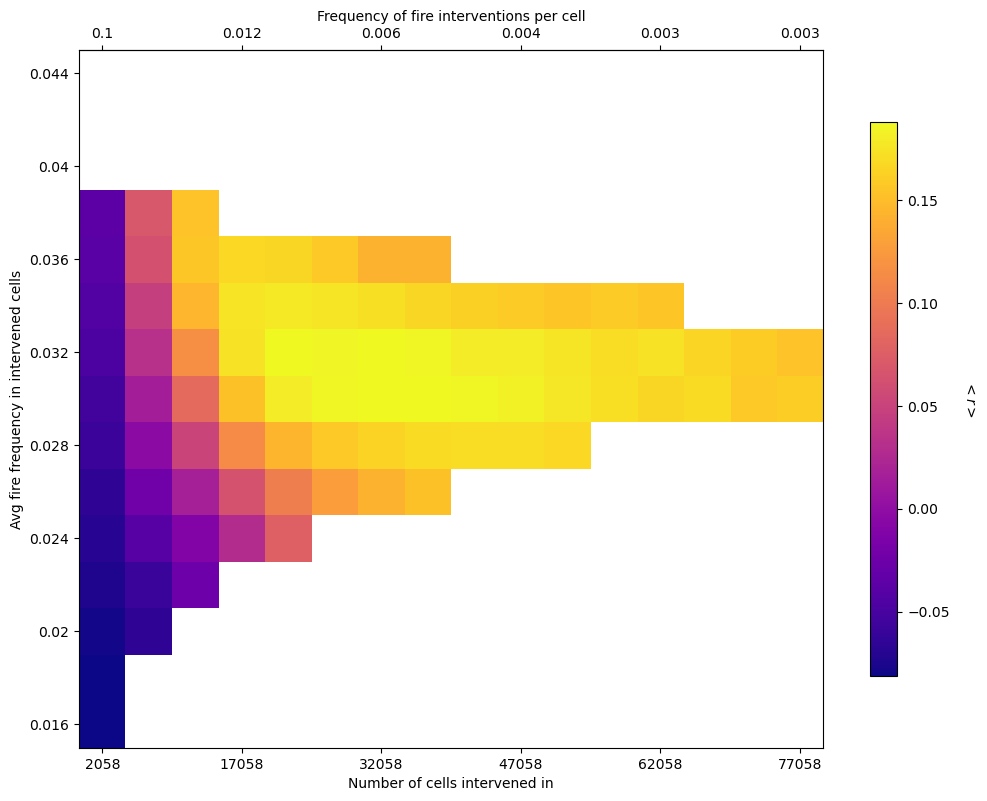 Frequency of fire interventions per cell
0.1 0.012 0.006 0.004 0.003 0.003
Avg fire frequency in intervened cells
0.044
0.04
0.036
0.032
0.028
0.024
0.02
0.016
2058 17058 32058 47058 62058 77058
Number of cells intervened in
0.15
0.10
0.05
0.00
−0.05
< r >